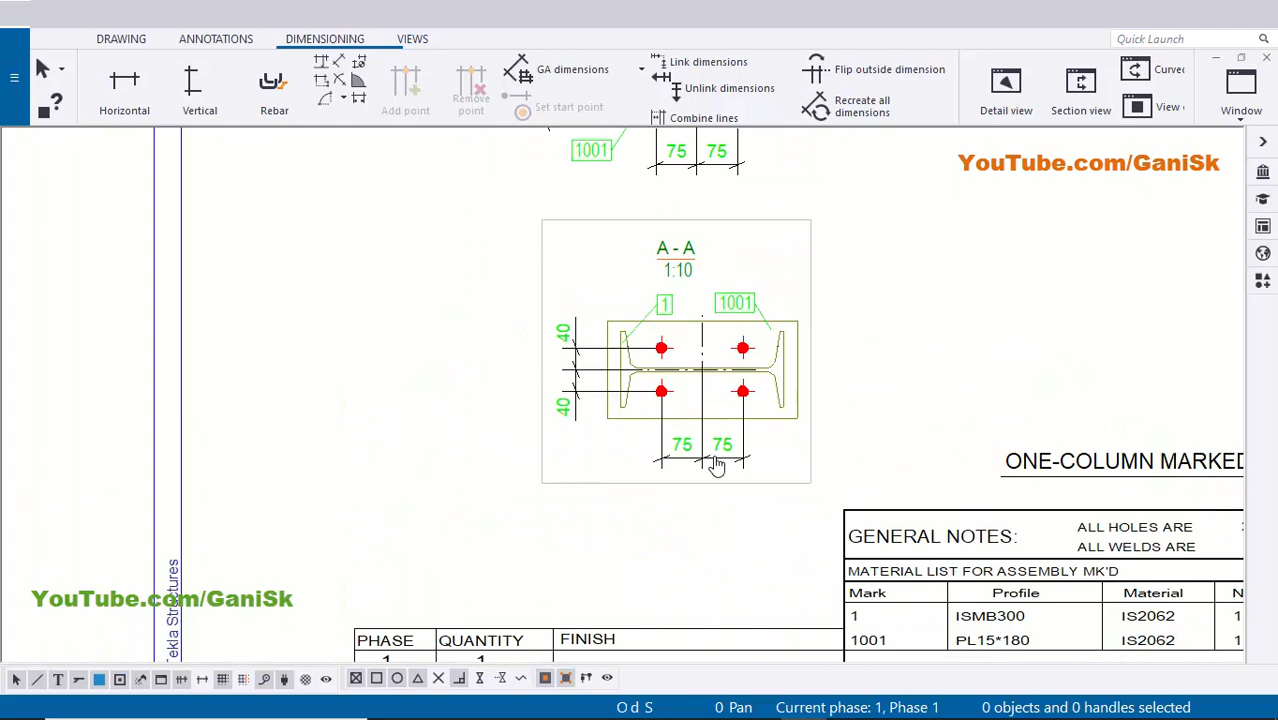 DRAWING ANNOTATIONS DIMENSIONING VIEWS
Quick Launch
Horizontal
Vertical
Rebar
Add point
Remove point
GA dimensions
Set start point
Link dimensions
Unlink dimensions
Combine lines
Flip outside dimension
Recreate all dimensions
Detail view
Section view
Curve
View
Window
YouTube.com/GaniSk
1001
75 75
A - A
1:10
1
1001
40
40
75 75
ONE-COLUMN MARKED
GENERAL NOTES:
ALL HOLES ARE
ALL WELDS ARE
MATERIAL LIST FOR ASSEMBLY MK'D
Mark Profile Material N
1 ISMB300 IS2062 1
1001 PL15*180 IS2062 1
YouTube.com/GaniSk
Tekla Structures
PHASE QUANTITY FINISH
1 1
O d S 0 Pan Current phase: 1, Phase 1 0 objects and 0 handles selected